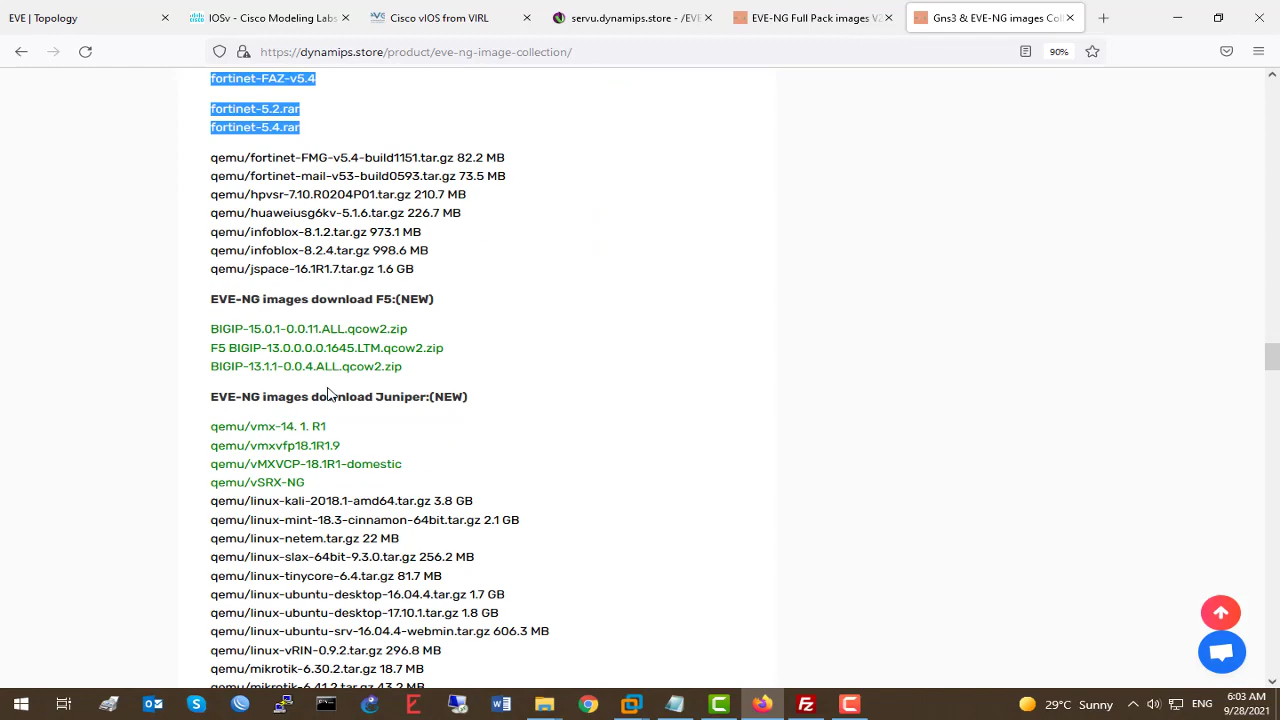 EVE | Topology
IOSv - Cisco Modeling Labs
Cisco vIOS from VIRL
servu.dynamips.store - /EVE
EVE-NG Full Pack images V2
Gns3 & EVE-NG images Col
https://dynamips.store/product/eve-ng-image-collection/
90%
fortinet-FAZ-v5.4
fortinet-5.2.rar
fortinet-5.4.rar
qemu/fortinet-FMG-v5.4-build1151.tar.gz 82.2 MB
qemu/fortinet-mail-v53-build0593.tar.gz 73.5 MB
qemu/hpvsr-7.10.R0204P01.tar.gz 210.7 MB
qemu/huaweiusg6kv-5.1.6.tar.gz 226.7 MB
qemu/infoblox-8.1.2.tar.gz 973.1 MB
qemu/infoblox-8.2.4.tar.gz 998.6 MB
qemu/jspace-16.1R1.7.tar.gz 1.6 GB
EVE-NG images download F5:(NEW)
BIGIP-15.0.1-0.0.11.ALL.qcow2.zip
F5 BIGIP-13.0.0.0.0.1645.LTM.qcow2.zip
BIGIP-13.1.1-0.0.4.ALL.qcow2.zip
EVE-NG images download Juniper:(NEW)
qemu/vmx-14. 1. R1
qemu/vmxvfp18.1R1.9
qemu/vMXVCP-18.1R1-domestic
qemu/vSRX-NG
qemu/linux-kali-2018.1-amd64.tar.gz 3.8 GB
qemu/linux-mint-18.3-cinnamon-64bit.tar.gz 2.1 GB
qemu/linux-netem.tar.gz 22 MB
qemu/linux-slax-64bit-9.3.0.tar.gz 256.2 MB
qemu/linux-tinycore-6.4.tar.gz 81.7 MB
qemu/linux-ubuntu-desktop-16.04.4.tar.gz 1.7 GB
qemu/linux-ubuntu-desktop-17.10.1.tar.gz 1.8 GB
qemu/linux-ubuntu-srv-16.04.4-webmin.tar.gz 606.3 MB
qemu/linux-vRIN-0.9.2.tar.gz 296.8 MB
qemu/mikrotik-6.30.2.tar.gz 18.7 MB
qemu/mikrotik-6.41.2.tar.gz 43.2 MB
29°C Sunny
ENG
6:03 AM
9/28/2021